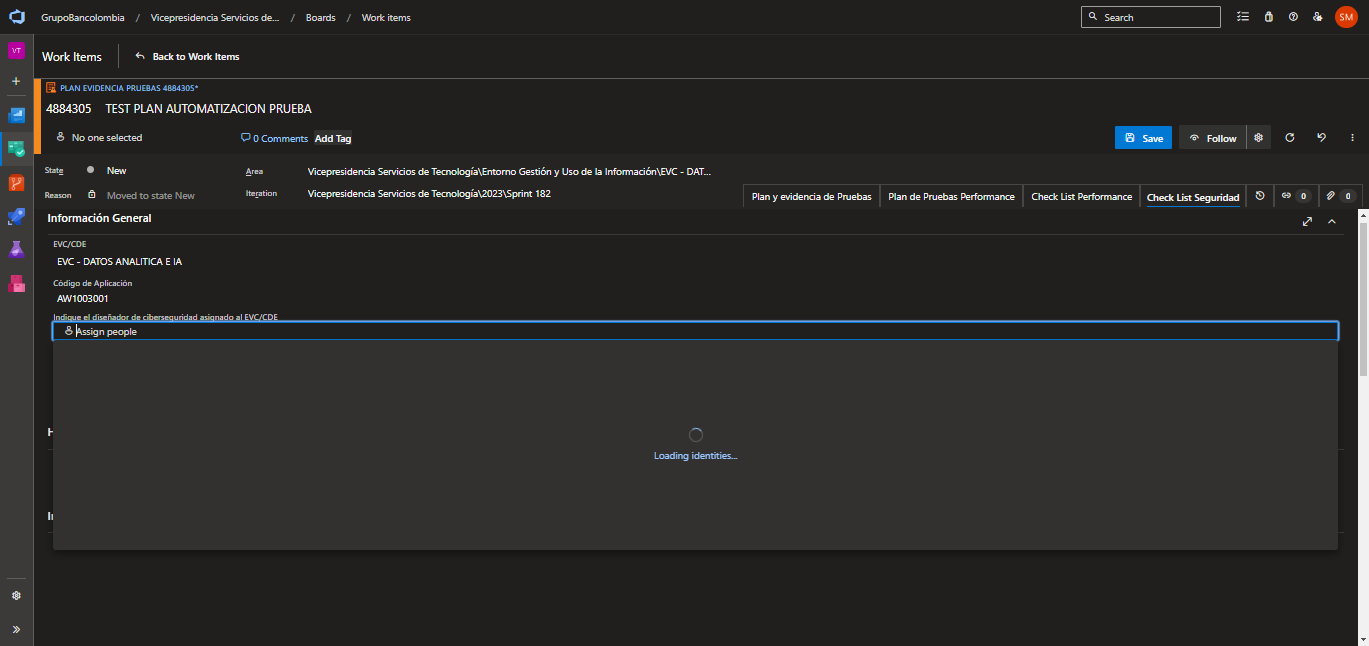 GrupoBancolombia / Vicepresidencia Servicios de... / Boards / Work items
Search
SM
VT
Work Items
Back to Work Items
PLAN EVIDENCIA PRUEBAS 4884305*
4884305 TEST PLAN AUTOMATIZACION PRUEBA
No one selected
0 Comments
Add Tag
Save
Follow
State
New
Area
Vicepresidencia Servicios de Tecnología\Entorno Gestión y Uso de la Información\EVC - DAT...
Reason
Moved to state New
Iteration
Vicepresidencia Servicios de Tecnología\2023\Sprint 182
Plan y evidencia de Pruebas
Plan de Pruebas Performance
Check List Performance
Check List Seguridad
0
0
Información General
EVC/CDE
EVC - DATOS ANALITICA E IA
Código de Aplicación
AW1003001
Indique el diseñador de ciberseguridad asignado al EVC/CDE
Assign people
Loading identities...